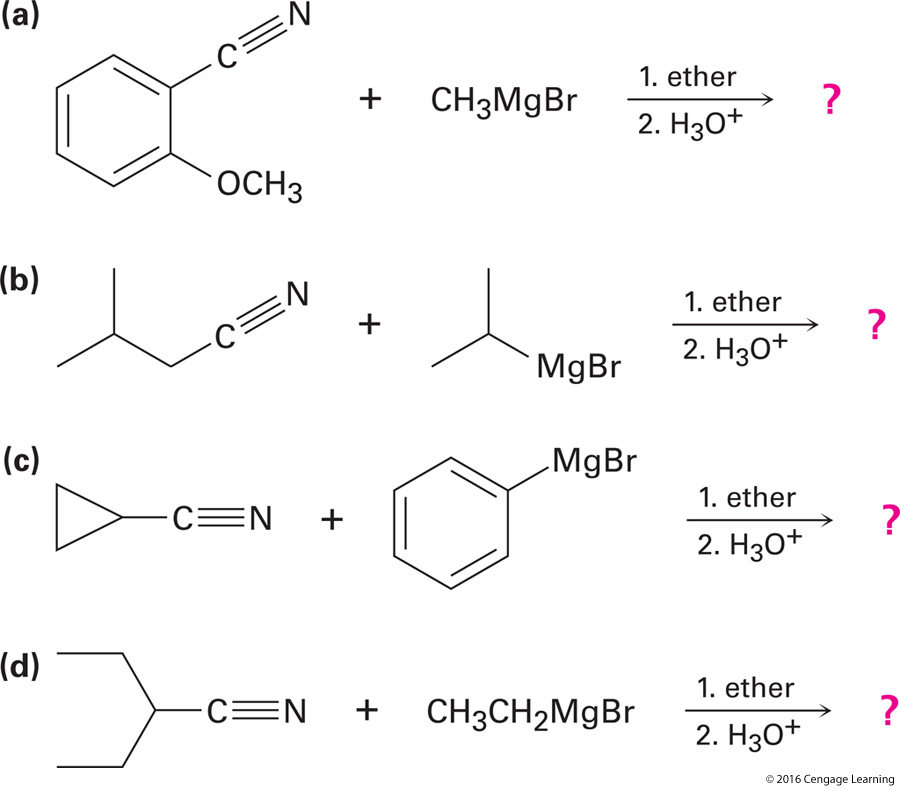 (a)
C≡N
OCH3
+ CH3MgBr
1. ether
2. H3O+
?
(b)
C≡N
+
MgBr
1. ether
2. H3O+
?
(c)
C≡N
+
MgBr
1. ether
2. H3O+
?
(d)
C≡N
+ CH3CH2MgBr
1. ether
2. H3O+
?
© 2016 Cengage Learning